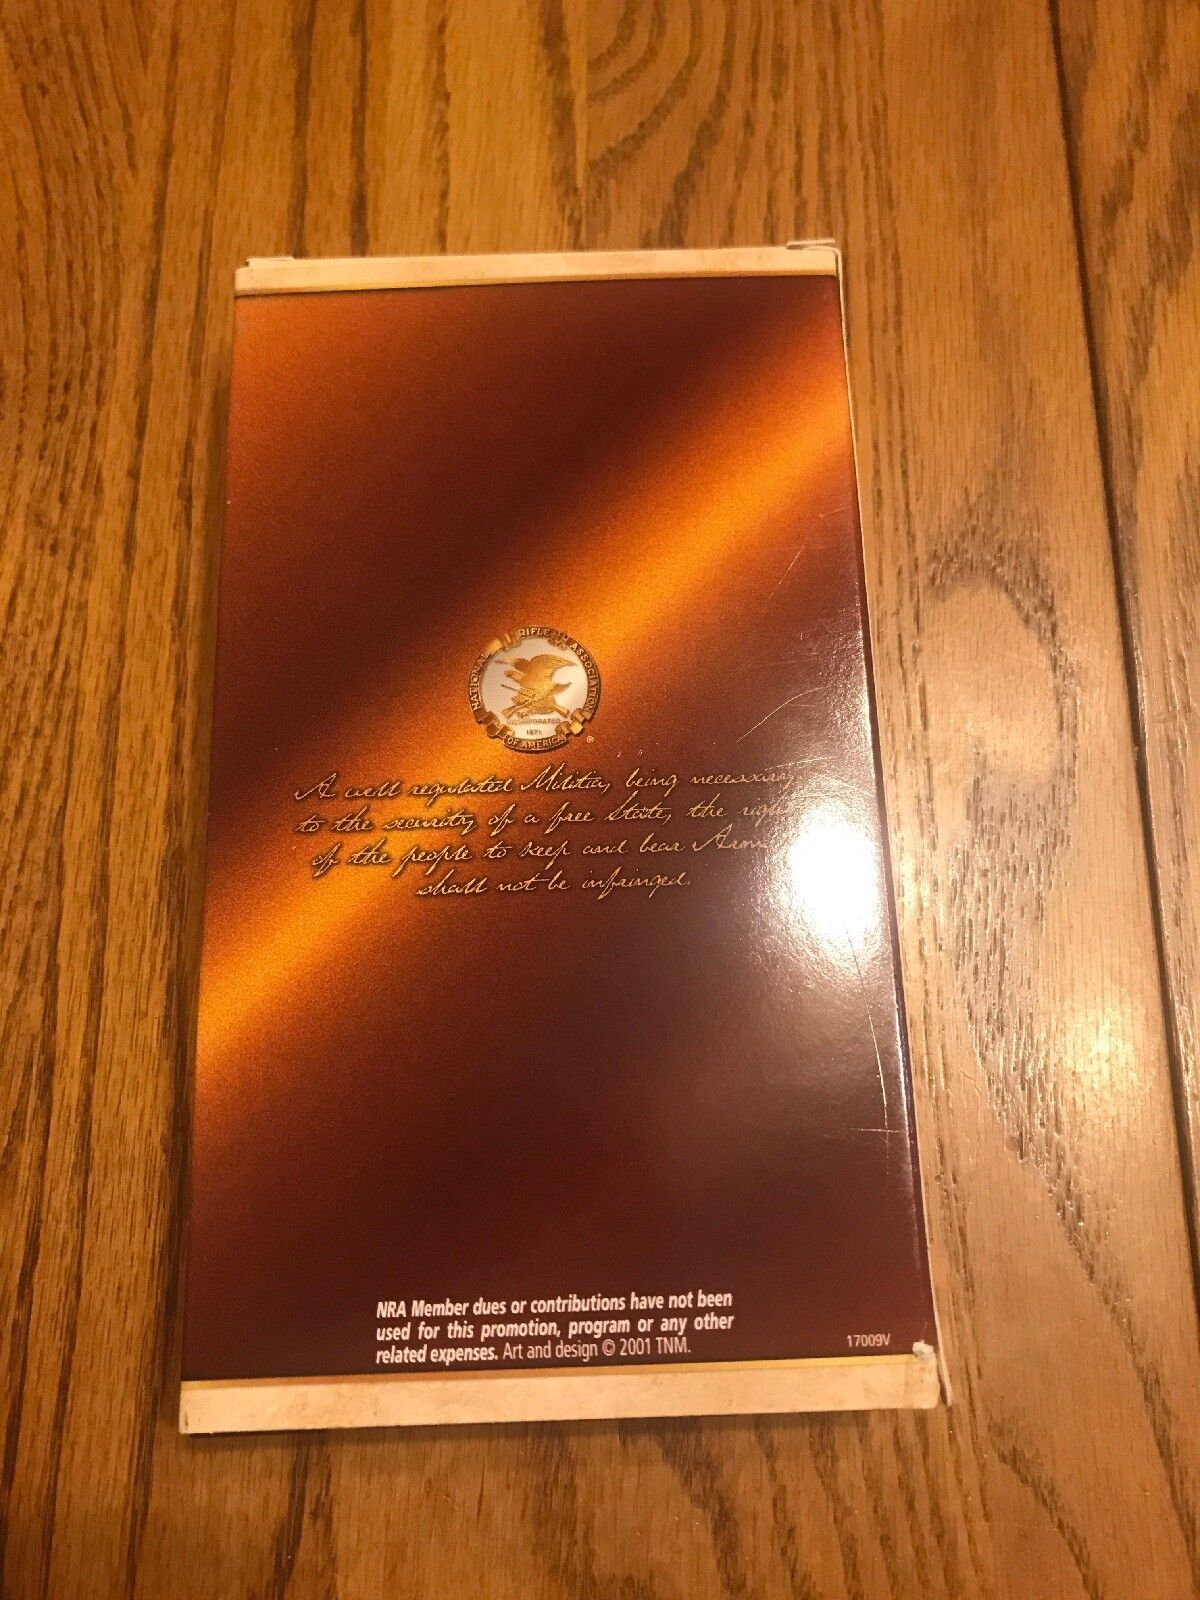 NATIONAL RIFLE ASSOCIATION
INCORPORATED
1871
OF AMERICA
®
A well regulated Militia, being necessary
to the security of a free State, the right
of the people to keep and bear Arms
shall not be infringed.
NRA Member dues or contributions have not been
used for this promotion, program or any other
related expenses. Art and design © 2001 TNM.
17009V